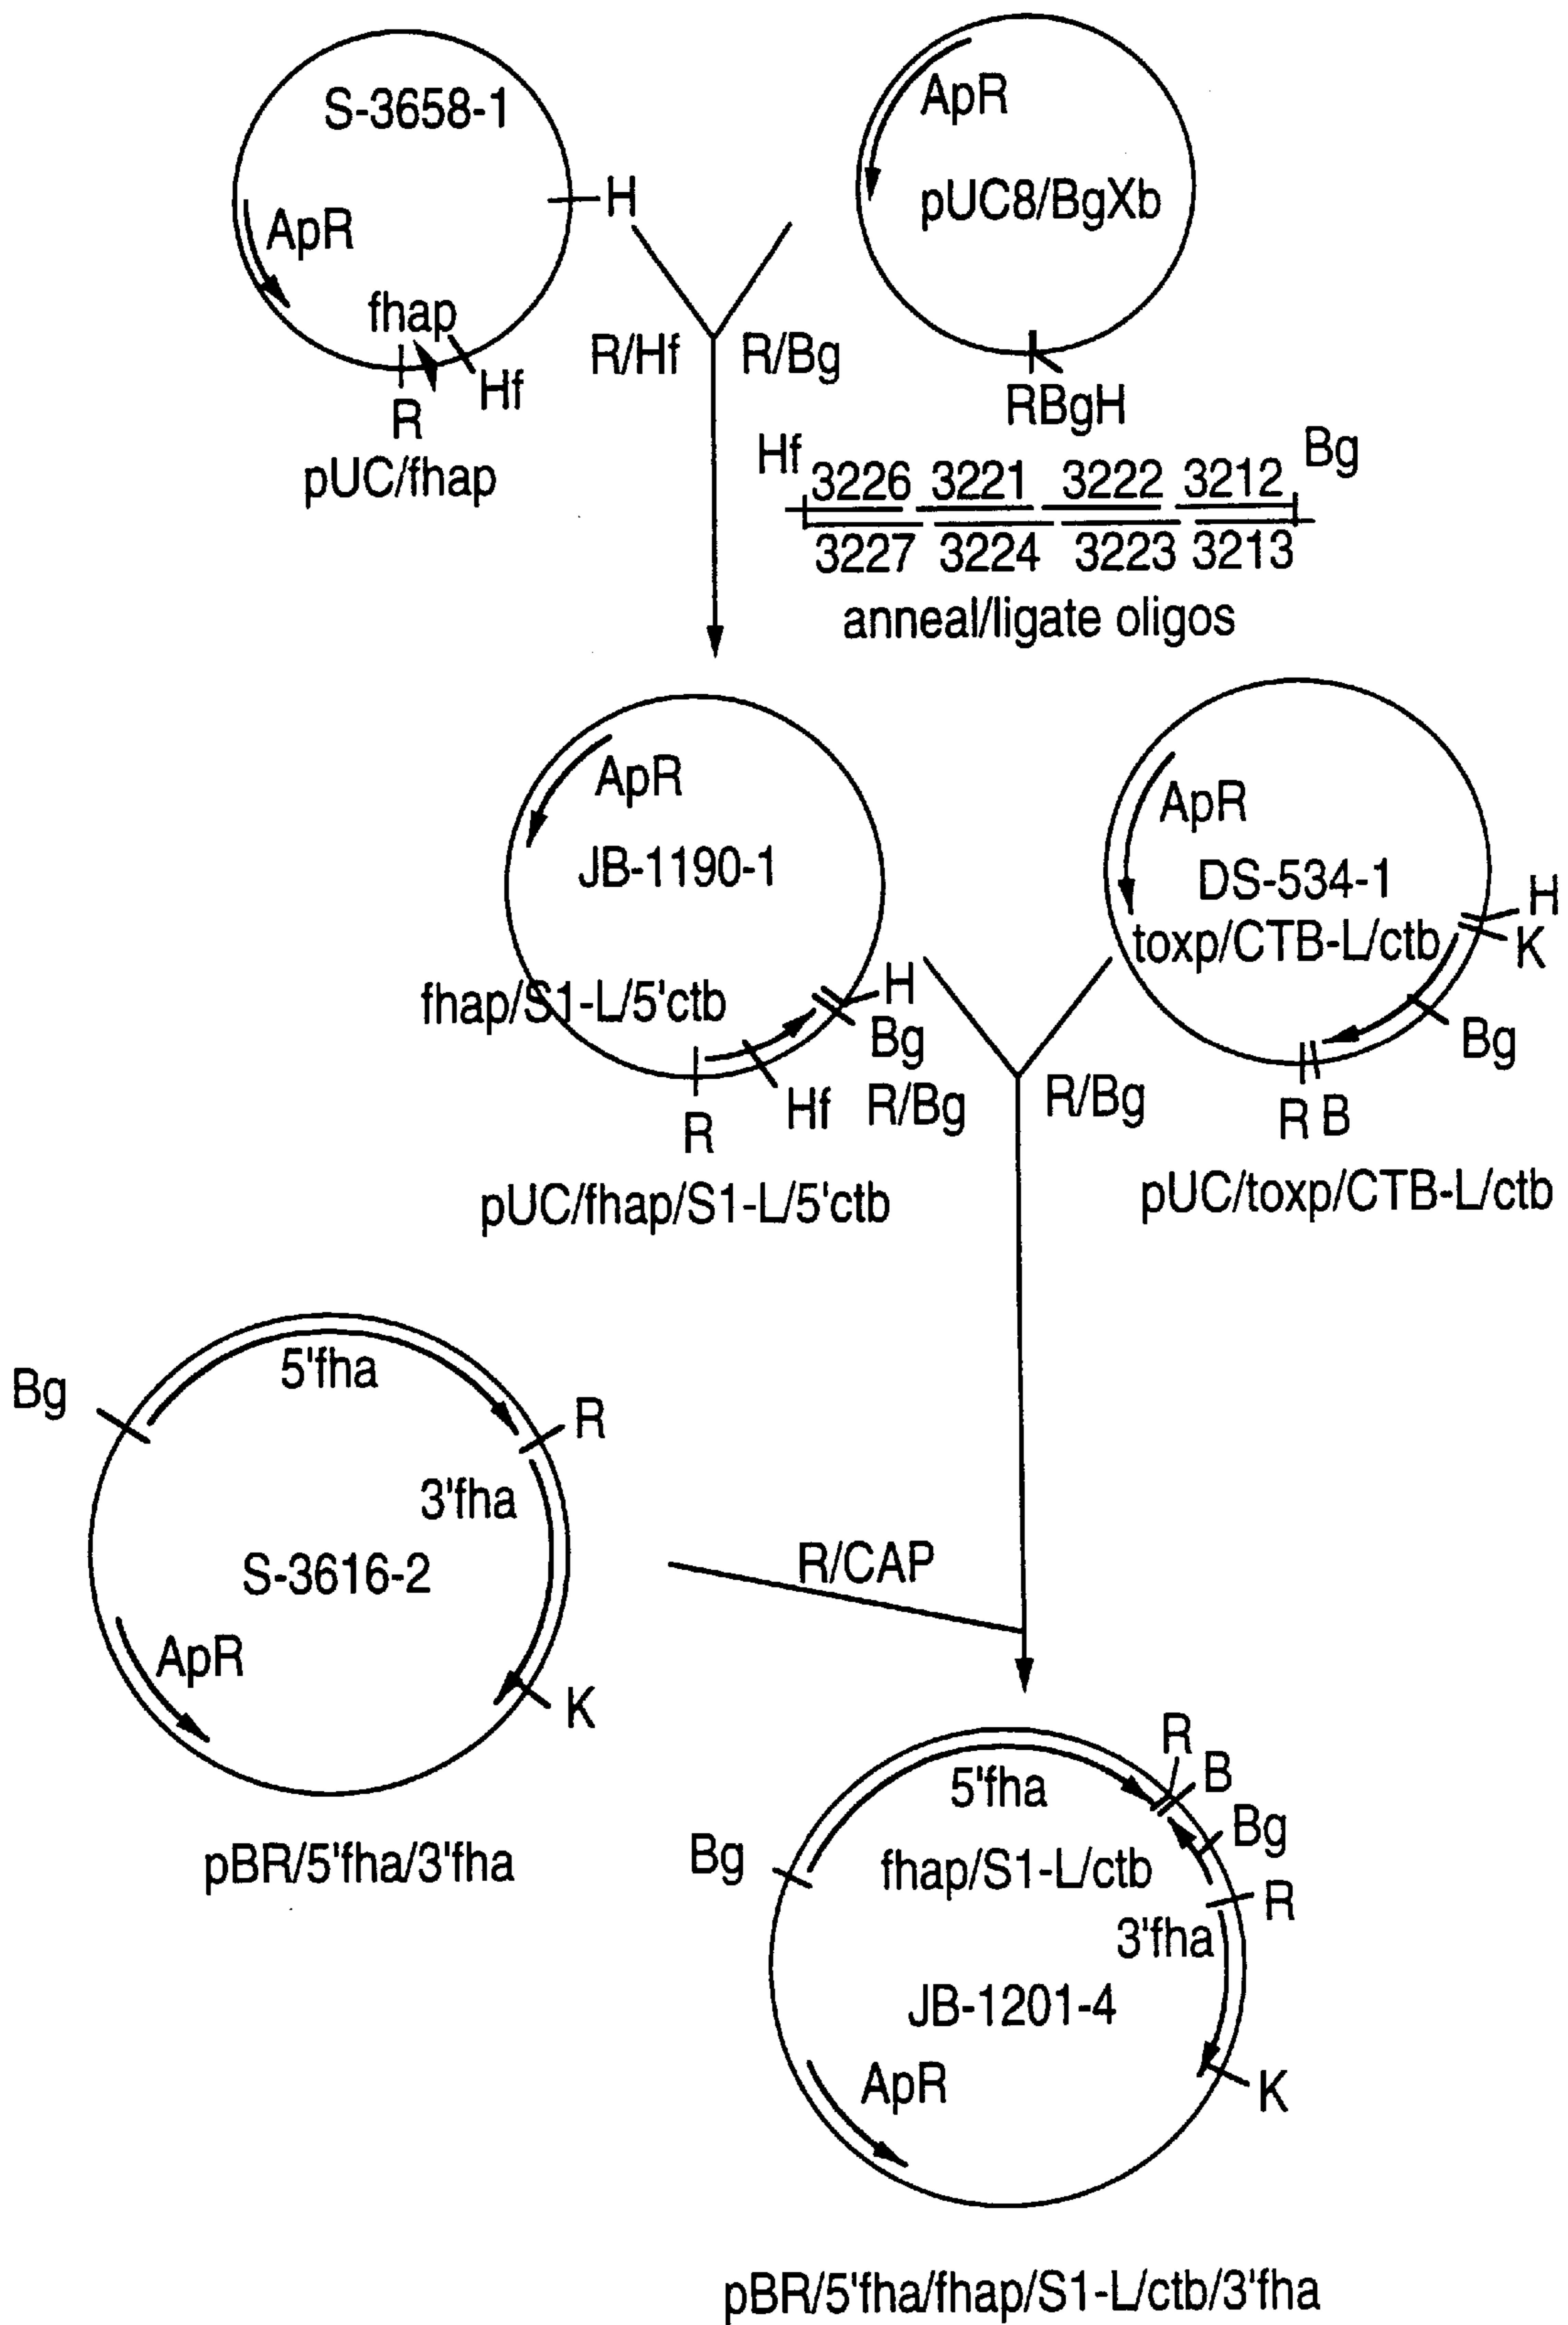 S-3658-1
ApR
H
fhap
Hf
R
pUC/fhap
ApR
pUC8/BgXb
RBgH
R/Hf
R/Bg
Hf
3226
3221
3222
3212
Bg
3227
3224
3223
3213
anneal/ligate oligos
ApR
JB-1190-1
fhap/S1-L/5'ctb
H
Bg
Hf
R
R/Bg
pUC/fhap/S1-L/5'ctb
ApR
DS-534-1
toxp/CTB-L/ctb
H
K
Bg
R B
R/Bg
pUC/toxp/CTB-L/ctb
Bg
5'fha
R
3'fha
S-3616-2
ApR
K
pBR/5'fha/3'fha
R/CAP
R
B
5'fha
Bg
Bg
fhap/S1-L/ctb
R
3'fha
JB-1201-4
ApR
K
pBR/5'fha/fhap/S1-L/ctb/3'fha